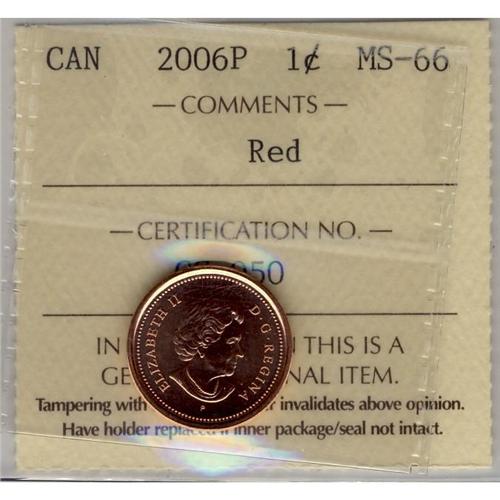 CAN 2006P 1¢ MS-66
— COMMENTS —
Red
— CERTIFICATION NO. —
050
ELIZABETH II D·G·REGINA
P
IN THIS IS A
GE NAL ITEM.
Tampering with invalidates above opinion.
Have holder replaced if inner package/seal not intact.